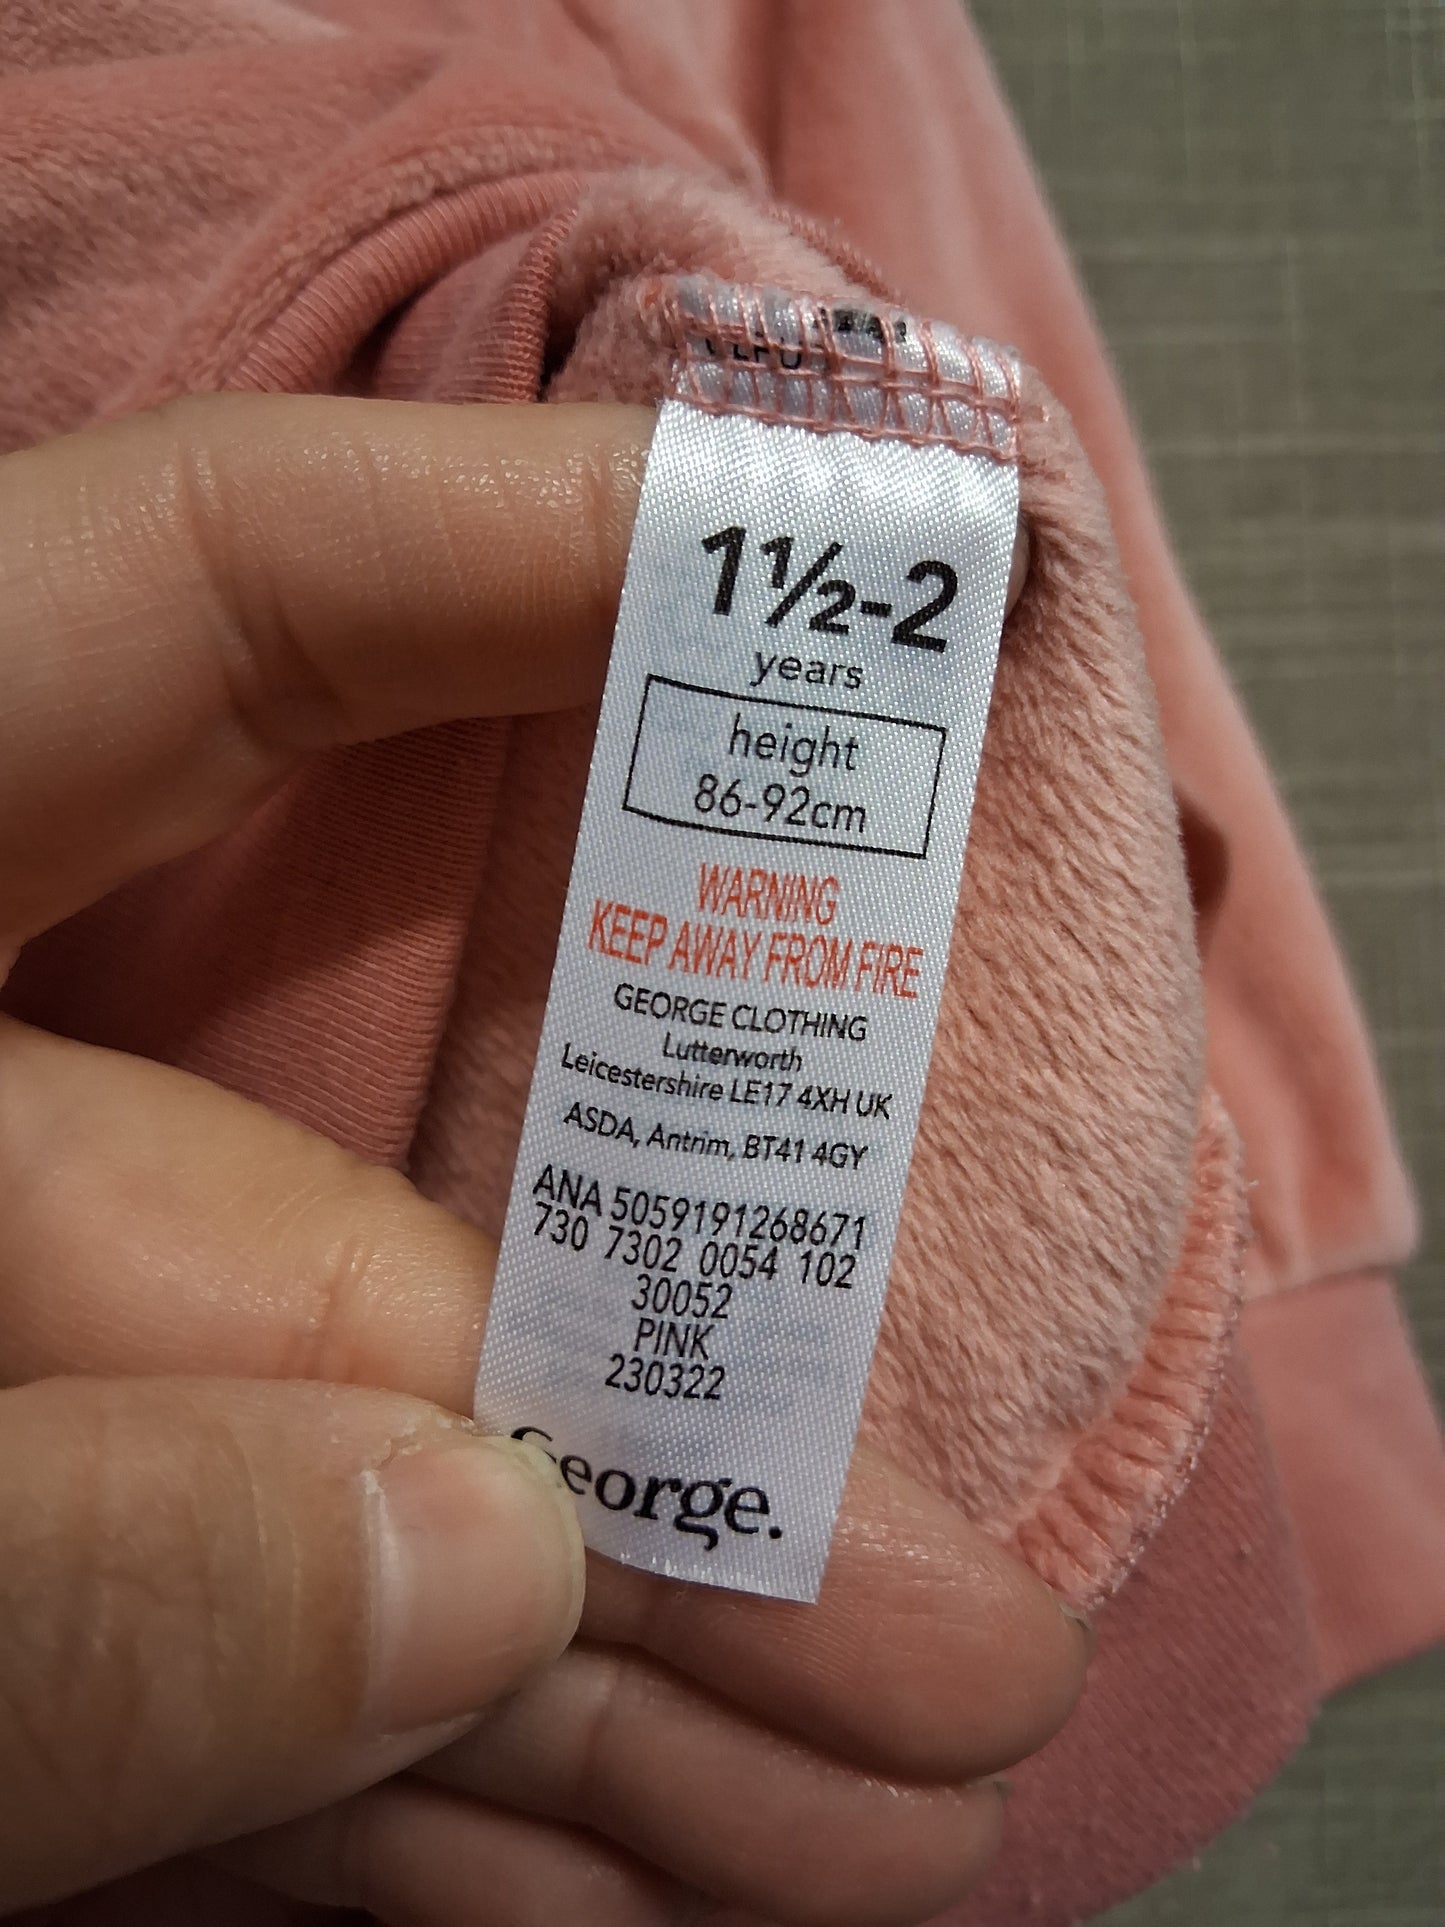 1½-2
years
height
86-92cm
WARNING
KEEP AWAY FROM FIRE
GEORGE CLOTHING
Lutterworth
Leicestershire LE17 4XH UK
ASDA, Antrim, BT41 4GY
ANA 5059191268671
730 7302 0054 102
30052
PINK
230322
George.